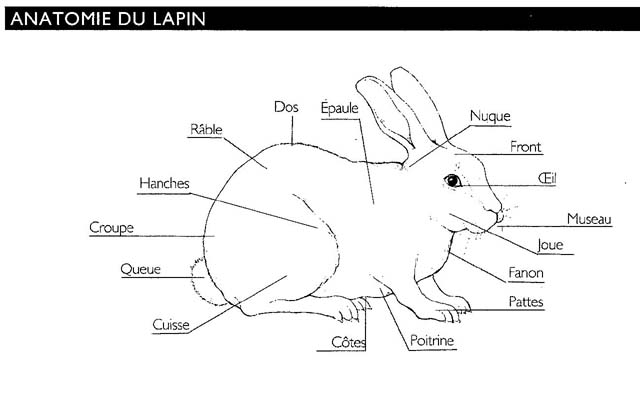 ANATOMIE DU LAPIN
Dos
Épaule
Nuque
Râble
Front
Hanches
Œil
Museau
Croupe
Joue
Queue
Fanon
Pattes
Cuisse
Côtes
Poitrine